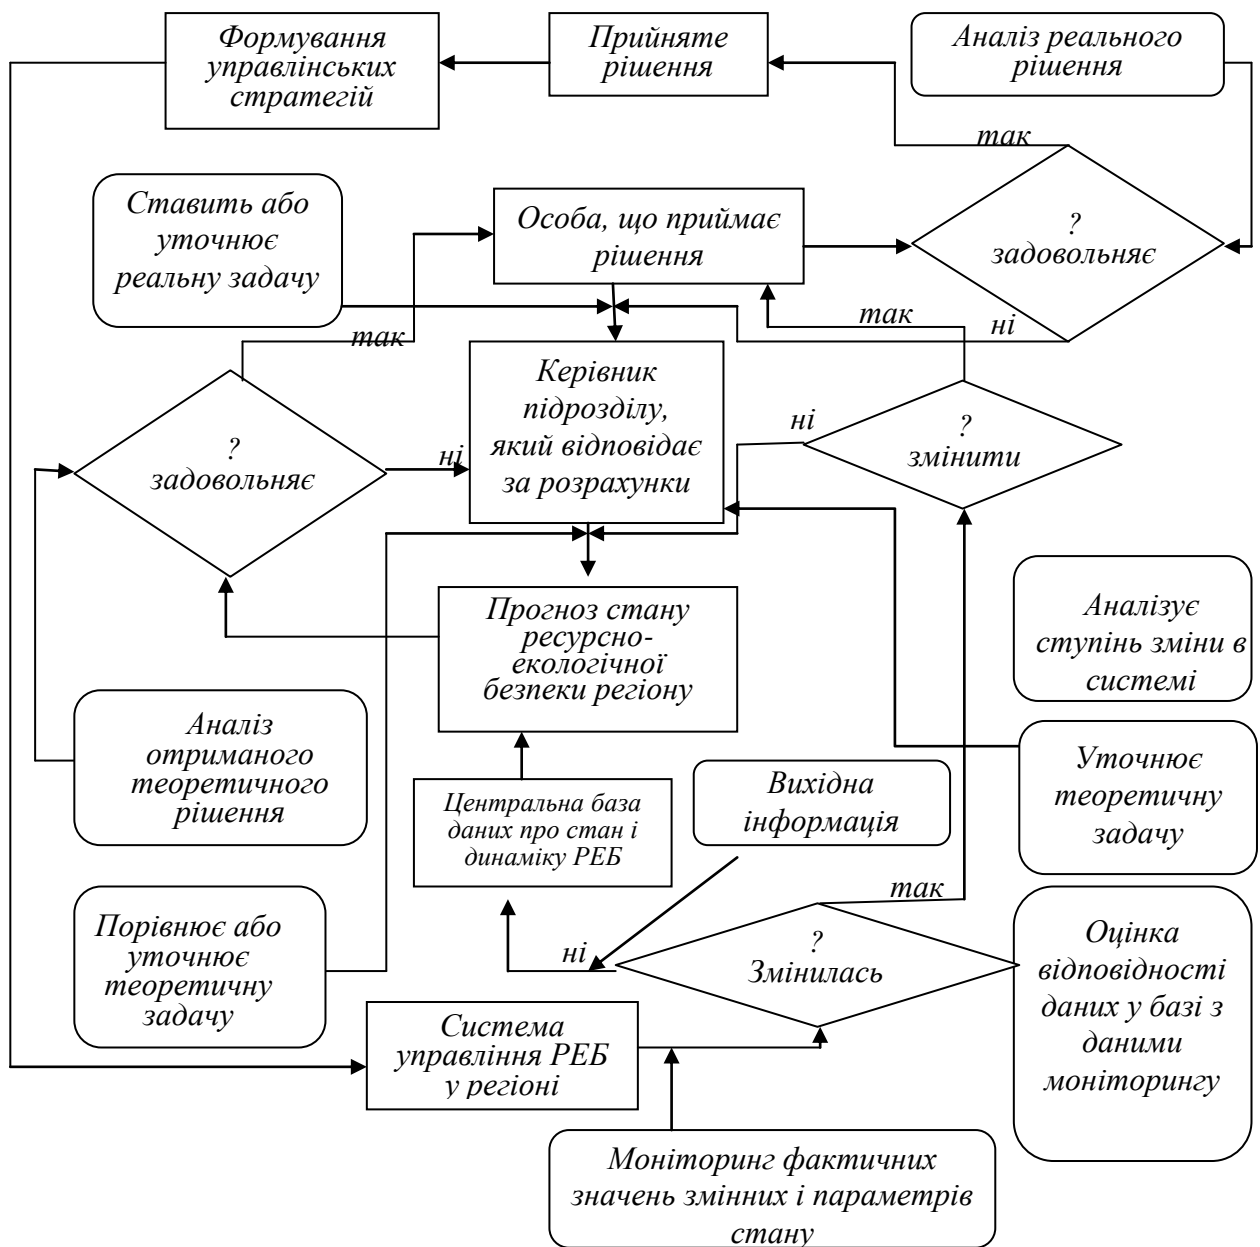 Формування
управлінських
стратегій
Прийняте
рішення
Аналіз реального
рішення
так
Ставить або
уточнює
реальну задачу
Особа, що приймає
рішення
?
задовольняє
так
так
ні
Керівник
підрозділу,
який відповідає
за розрахунки
?
задовольняє
ні
ні
?
змінити
Прогноз стану
ресурсно-
екологічної
безпеки регіону
Аналізує
ступінь зміни в
системі
Аналіз
отриманого
теоретичного
рішення
Центральна база
даних про стан і
динаміку РЕБ
Вихідна
інформація
Уточнює
теоретичну
задачу
так
Порівнює або
уточнює
теоретичну
задачу
ні
?
Змінилась
Оцінка
відповідності
даних у базі з
даними
моніторингу
Система
управління РЕБ
у регіоні
Моніторинг фактичних
значень змінних і параметрів
стану